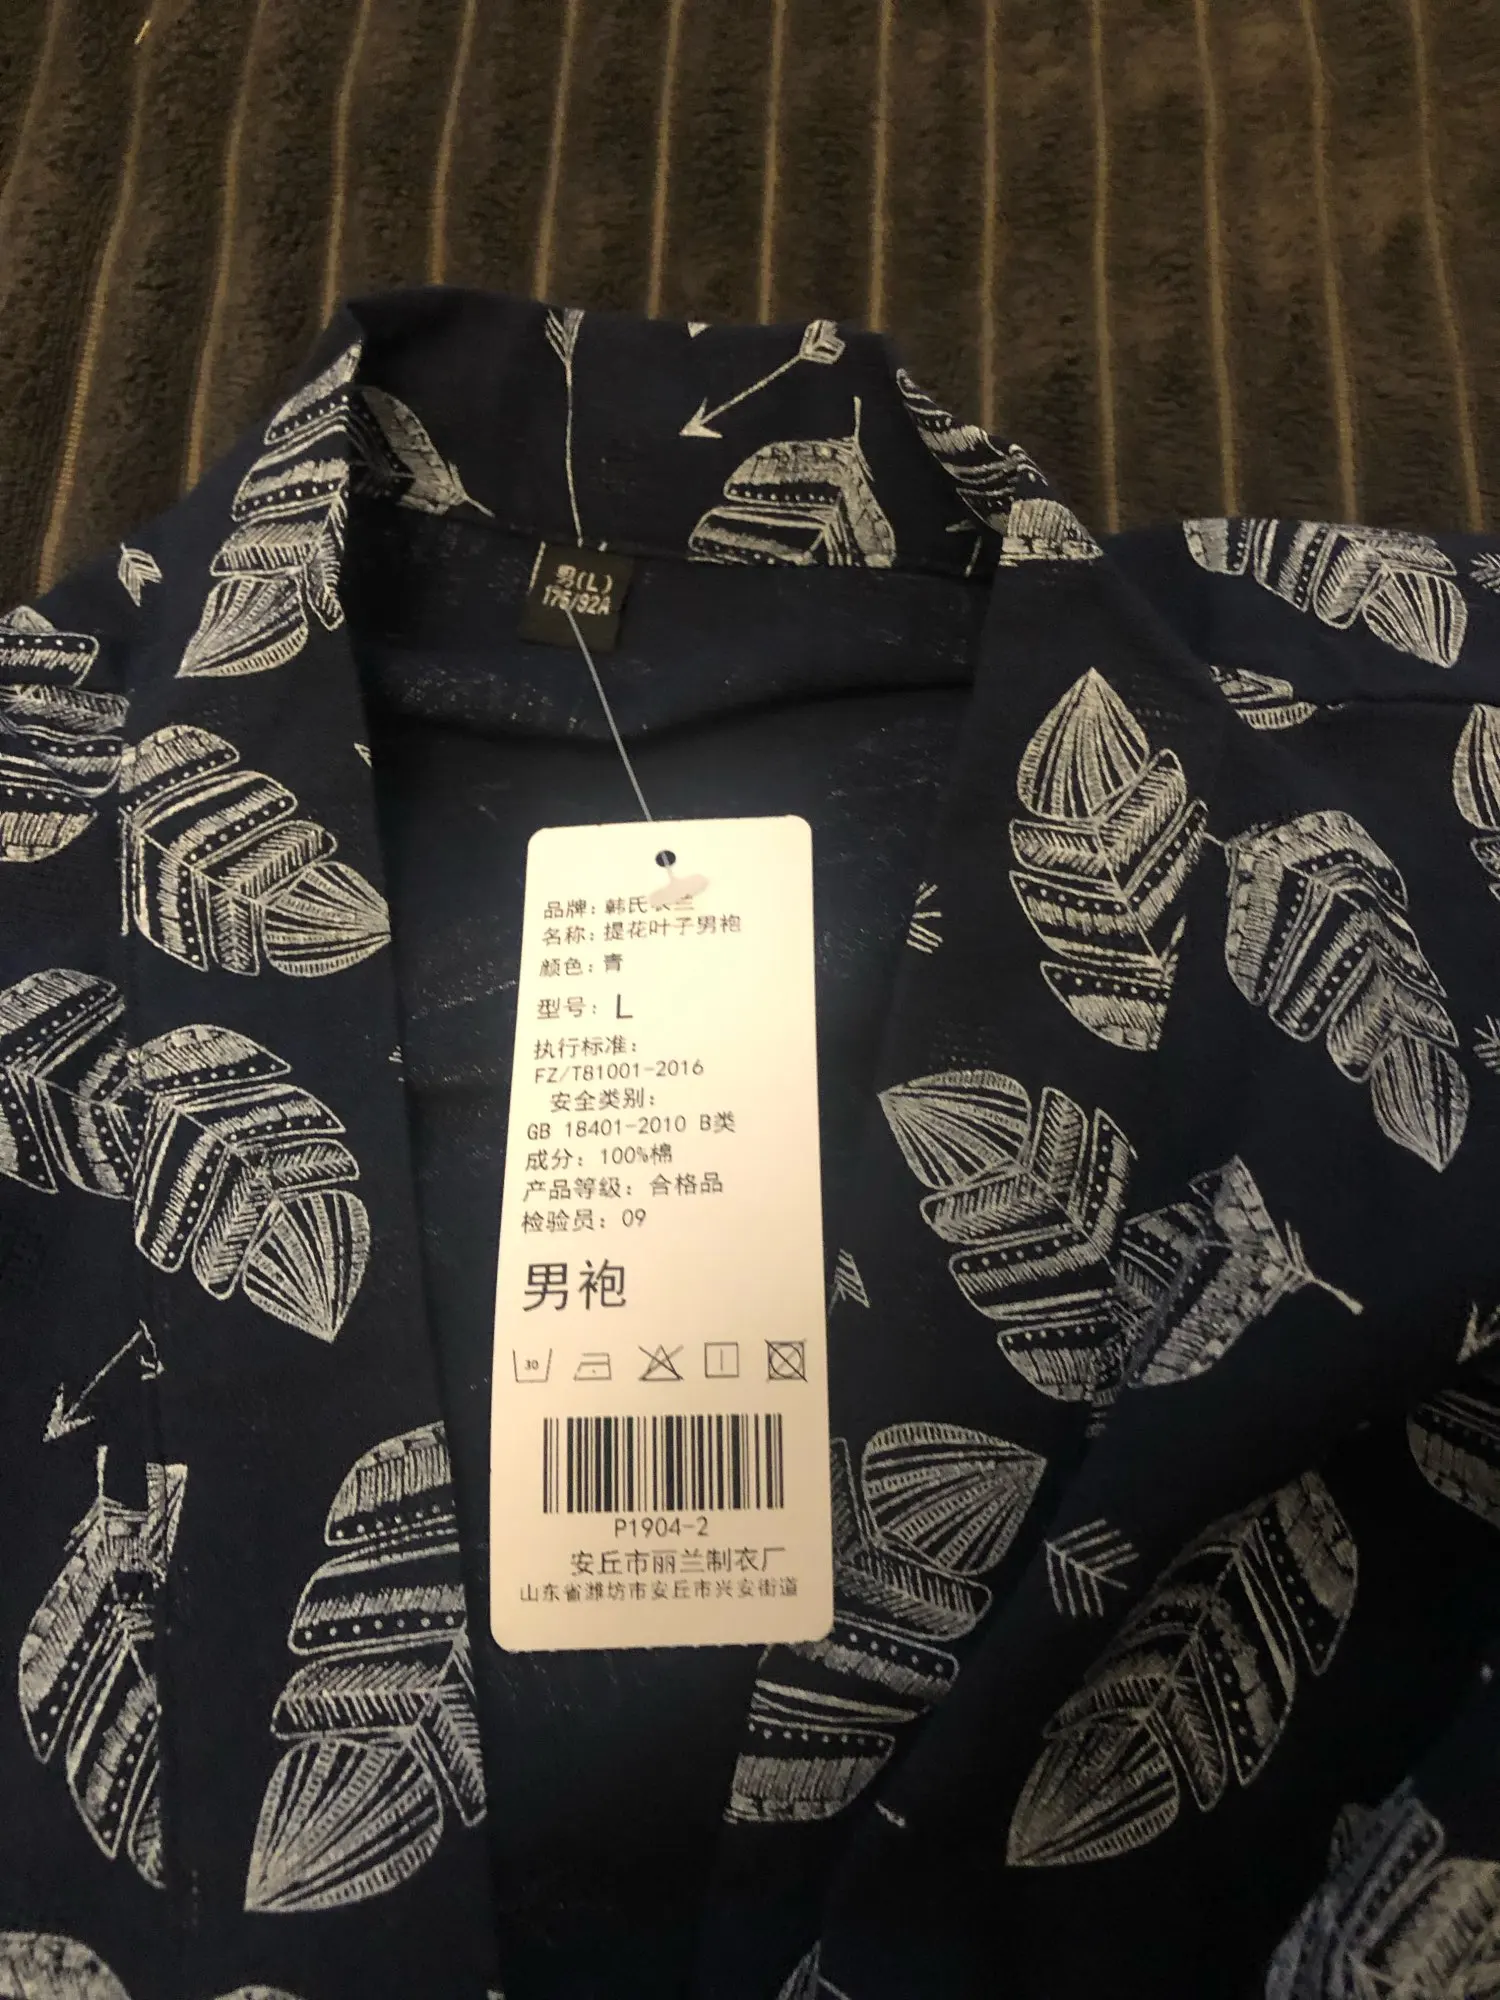 男(L)
175/92A
品牌：韩氏
名称：提花叶子男袍
颜色：青
型号：L
执行标准：
FZ/T81001-2016
安全类别：
GB 18401-2010 B类
成分：100%棉
产品等级：合格品
检验员：09
男袍
30
P1904-2
安丘市丽兰制衣厂
山东省潍坊市安丘市兴安街道